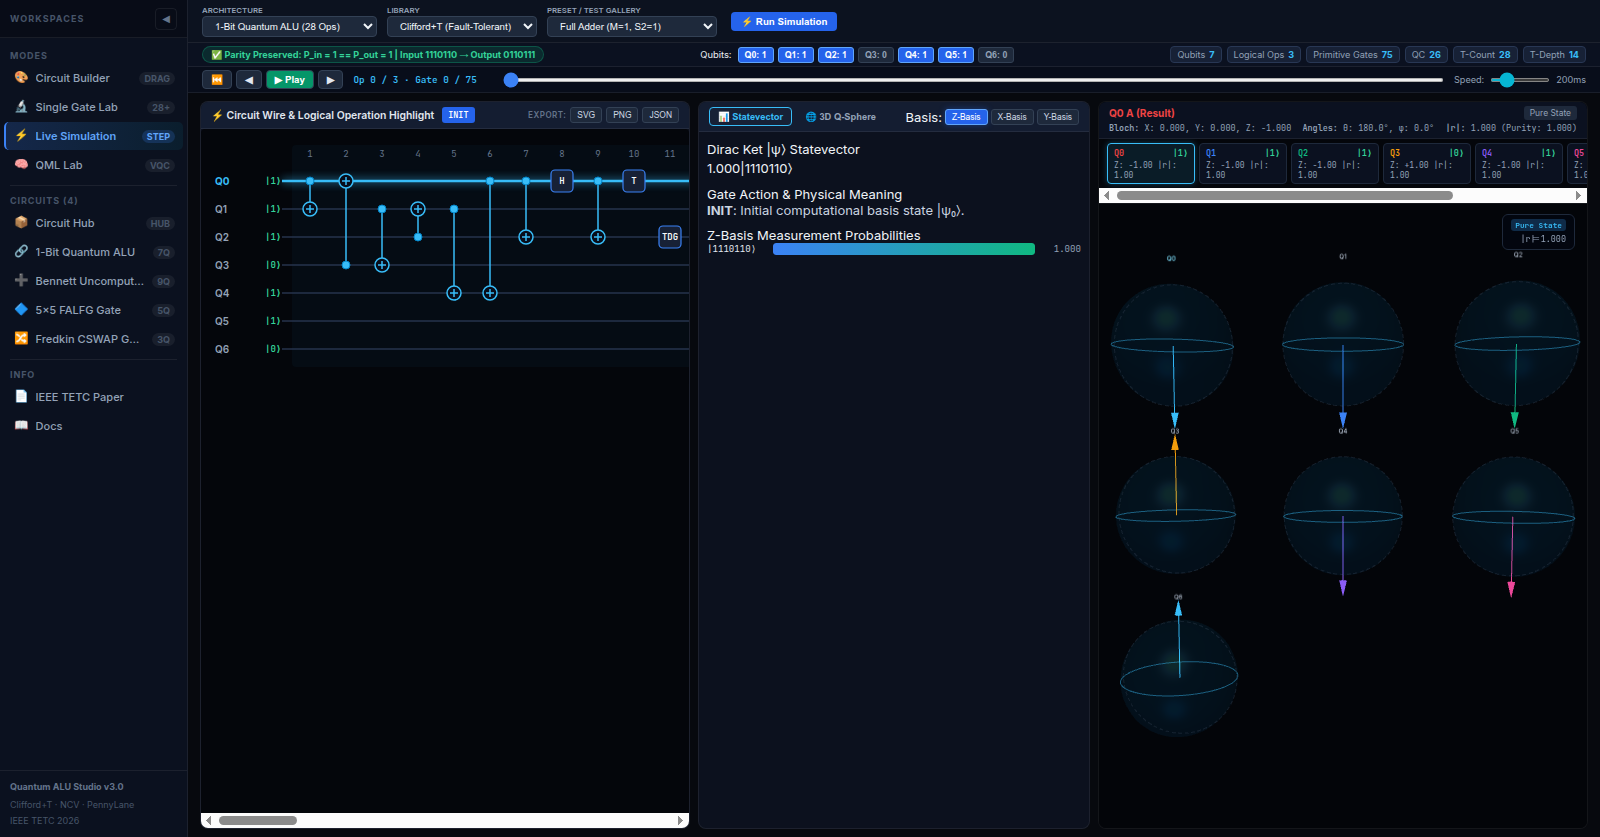 WORKSPACES
◀
MODES
Circuit Builder DRAG
Single Gate Lab 28+
Live Simulation STEP
QML Lab VQC
CIRCUITS (4)
Circuit Hub HUB
1-Bit Quantum ALU 7Q
Bennett Uncomput... 9Q
5×5 FALFG Gate 5Q
Fredkin CSWAP G... 3Q
INFO
IEEE TETC Paper
Docs
Quantum ALU Studio v3.0
Clifford+T · NCV · PennyLane
IEEE TETC 2026
ARCHITECTURE LIBRARY PRESET / TEST GALLERY
1-Bit Quantum ALU (28 Ops) Clifford+T (Fault-Tolerant) Full Adder (M=1, S2=1) ⚡ Run Simulation
✅ Parity Preserved: P_in = 1 == P_out = 1 | Input 1110110 → Output 0110111
Qubits: Q0: 1 Q1: 1 Q2: 1 Q3: 0 Q4: 1 Q5: 1 Q6: 0
Qubits 7 Logical Ops 3 Primitive Gates 75 QC 26 T-Count 28 T-Depth 14
⏪ ◀ ▶ Play ▶ Op 0 / 3 · Gate 0 / 75 Speed: 200ms
⚡ Circuit Wire & Logical Operation Highlight INIT EXPORT: SVG PNG JSON
1 2 3 4 5 6 7 8 9 10 11
Q0 |1⟩ H T
Q1 |1⟩
Q2 |1⟩ TDG
Q3 |0⟩
Q4 |1⟩
Q5 |1⟩
Q6 |0⟩
📊 Statevector 🌐 3D Q-Sphere Basis: Z-Basis X-Basis Y-Basis
Dirac Ket |ψ⟩ Statevector
1.000|1110110⟩
Gate Action & Physical Meaning
INIT: Initial computational basis state |ψ₀⟩.
Z-Basis Measurement Probabilities
|1110110⟩ 1.000
Q0 A (Result) Pure State
Bloch: X: 0.000, Y: 0.000, Z: -1.000 Angles: θ: 180.0°, φ: 0.0° |r|: 1.000 (Purity: 1.000)
Q0 |1⟩ Q1 |1⟩ Q2 |1⟩ Q3 |0⟩ Q4 |1⟩ Q5
Z: -1.00 |r|: Z: -1.00 |r|: Z: -1.00 |r|: Z: +1.00 |r|: Z: -1.00 |r|: Z:
1.00 1.00 1.00 1.00 1.00 1.0
Pure State
|r|=1.000
Q0 Q1 Q2
Q3 Q4 Q5
Q6